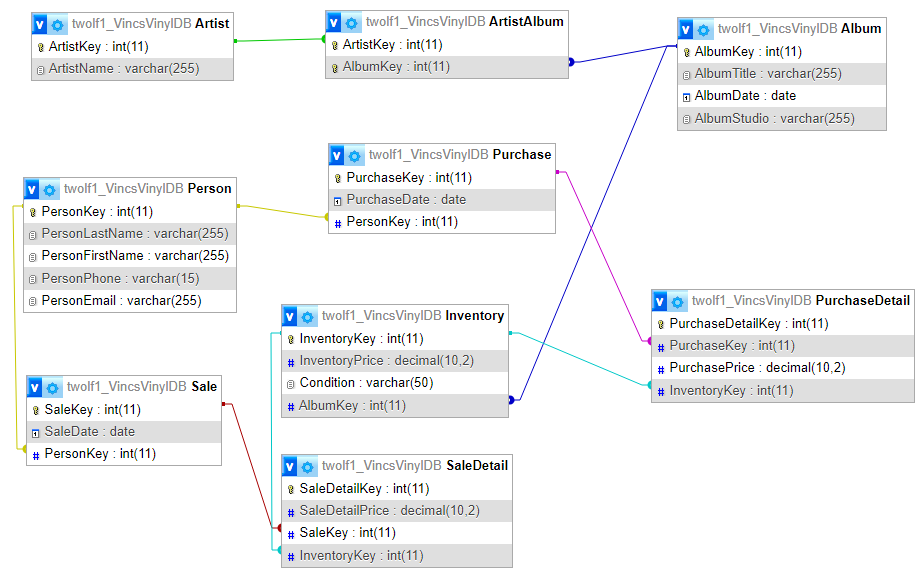 twolf1_VincsVinylDB Artist
ArtistKey : int(11)
ArtistName : varchar(255)
twolf1_VincsVinylDB ArtistAlbum
ArtistKey : int(11)
AlbumKey : int(11)
twolf1_VincsVinylDB Album
AlbumKey : int(11)
AlbumTitle : varchar(255)
AlbumDate : date
AlbumStudio : varchar(255)
twolf1_VincsVinylDB Purchase
PurchaseKey : int(11)
PurchaseDate : date
# PersonKey : int(11)
twolf1_VincsVinylDB Person
PersonKey : int(11)
PersonLastName : varchar(255)
PersonFirstName : varchar(255)
PersonPhone : varchar(15)
PersonEmail : varchar(255)
twolf1_VincsVinylDB Inventory
InventoryKey : int(11)
# InventoryPrice : decimal(10,2)
Condition : varchar(50)
# AlbumKey : int(11)
twolf1_VincsVinylDB PurchaseDetail
PurchaseDetailKey : int(11)
# PurchaseKey : int(11)
# PurchasePrice : decimal(10,2)
# InventoryKey : int(11)
twolf1_VincsVinylDB Sale
SaleKey : int(11)
SaleDate : date
# PersonKey : int(11)
twolf1_VincsVinylDB SaleDetail
SaleDetailKey : int(11)
# SaleDetailPrice : decimal(10,2)
# SaleKey : int(11)
# InventoryKey : int(11)